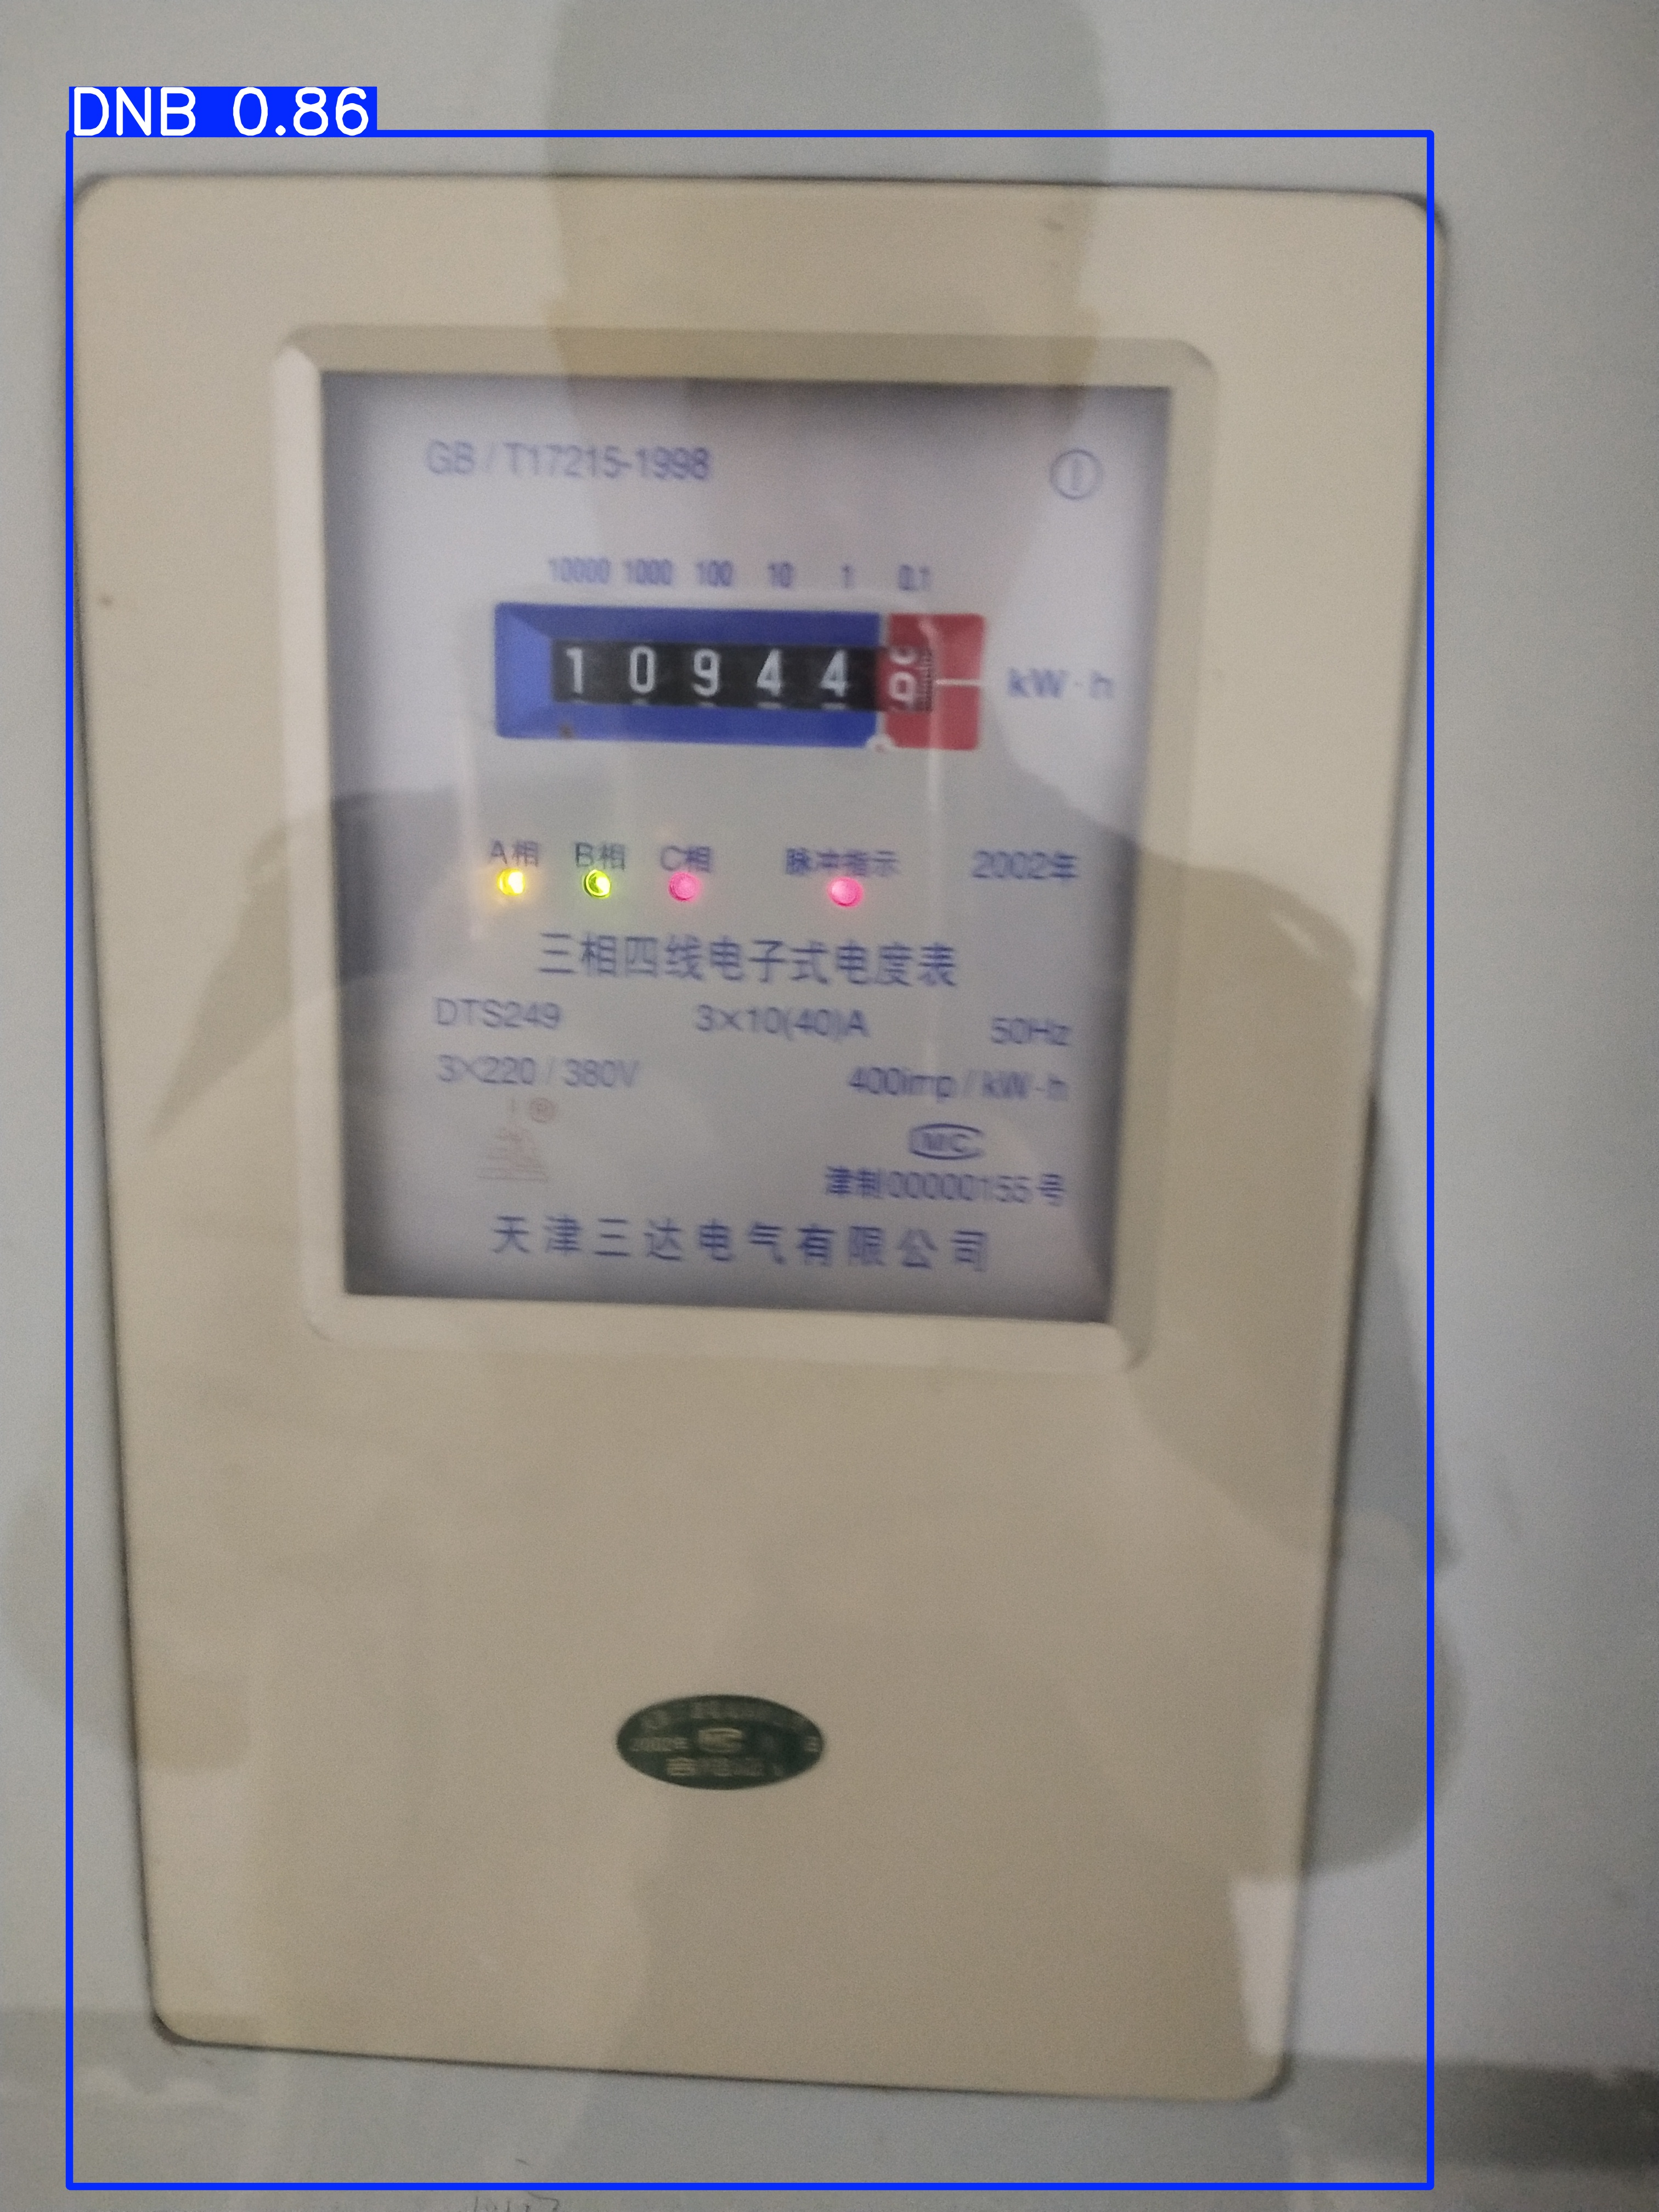 DNB 0.86
GB / T17215-1998
10000 1000 100 10 1 0.1
1 0 9 4 4
kW·h
A相 B相 C相 脉冲指示 2002年
三相四线电子式电度表
DTS249 3×10(40)A 50Hz
3×220 / 380V 400imp / kW·h
MC
津制00000155号
天津三达电气有限公司